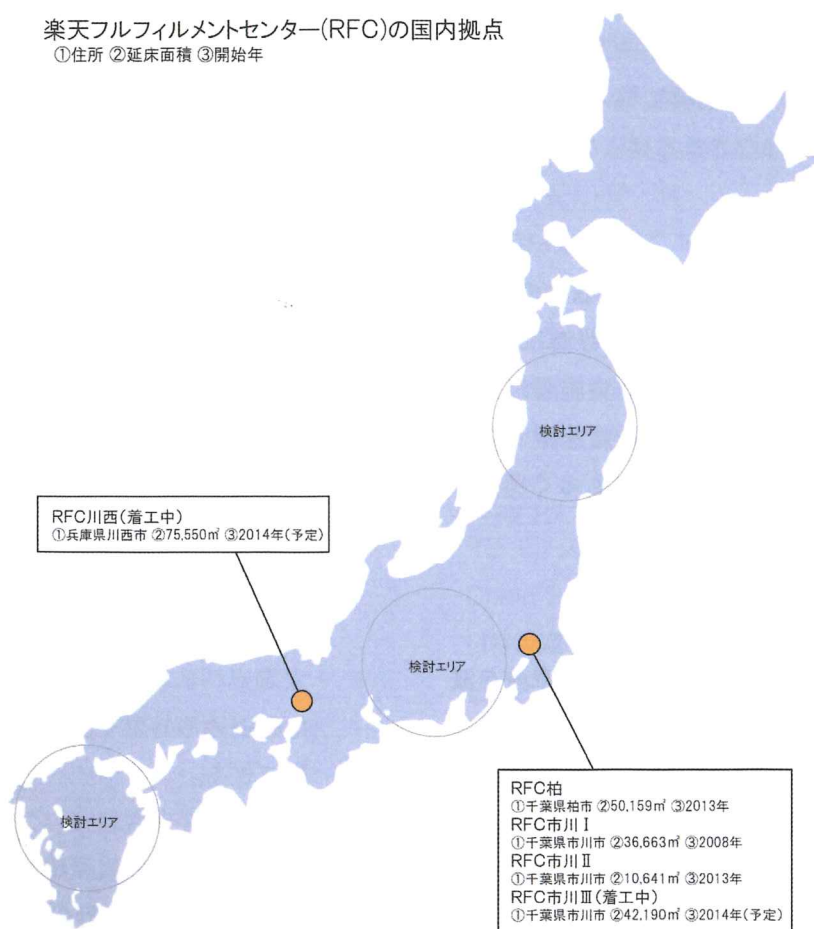 楽天フルフィルメントセンター(RFC)の国内拠点
①住所 ②延床面積 ③開始年
検討エリア
RFC川西(着工中)
①兵庫県川西市 ②75,550㎡ ③2014年(予定)
検討エリア
検討エリア
RFC柏
①千葉県柏市 ②50,159㎡ ③2013年
RFC市川Ⅰ
①千葉県市川市 ②36,663㎡ ③2008年
RFC市川Ⅱ
①千葉県市川市 ②10,641㎡ ③2013年
RFC市川Ⅲ(着工中)
①千葉県市川市 ②42,190㎡ ③2014年(予定)